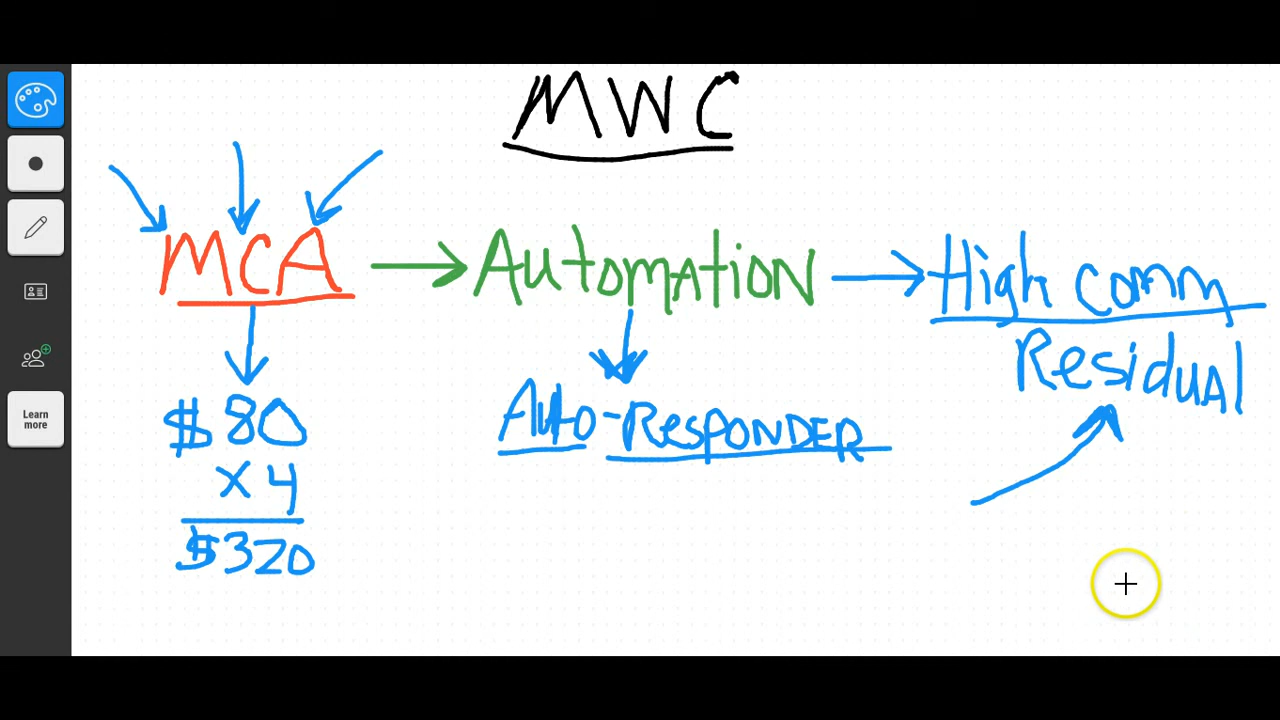 MWC
MCA → Automation → High Comm
Residual
$80
x4
$320
Auto-Responder
Learn
more